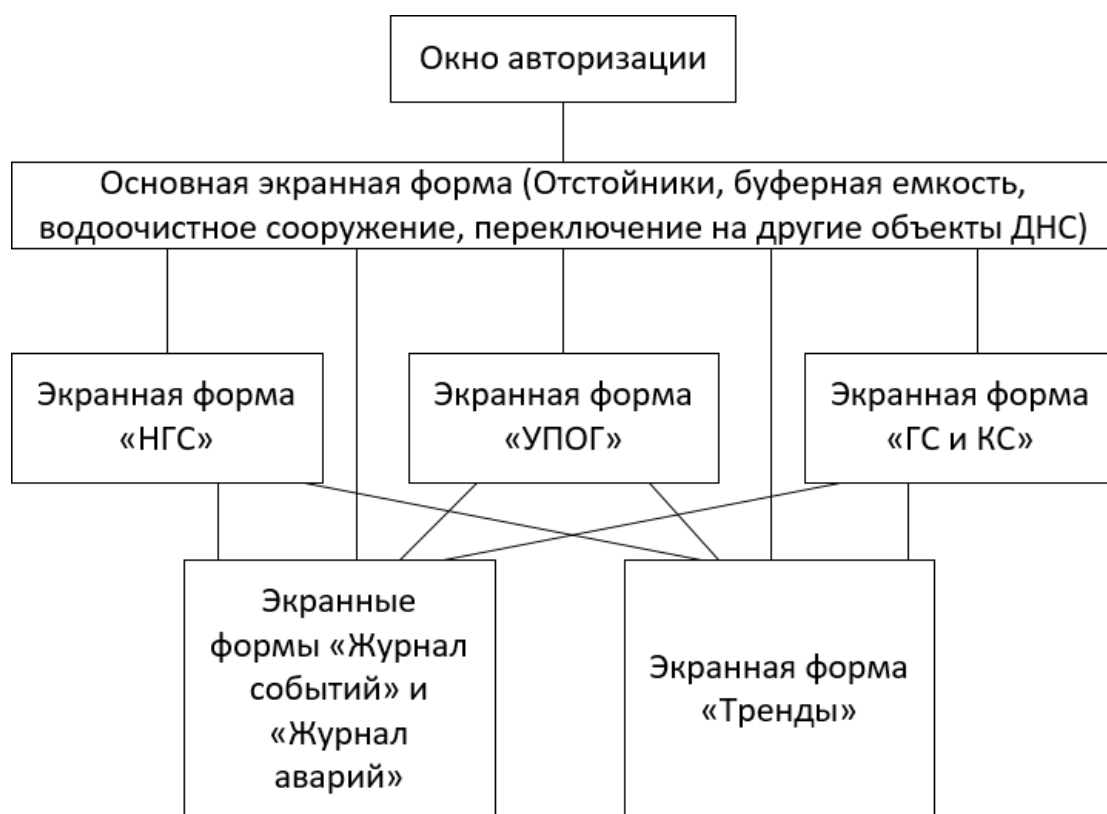 Окно авторизации
Основная экранная форма (Отстойники, буферная емкость,
водоочистное сооружение, переключение на другие объекты ДНС)
Экранная форма
«НГС»
Экранная форма
«УПОГ»
Экранная форма
«ГС и КС»
Экранные
формы «Журнал
событий» и
«Журнал
аварий»
Экранная форма
«Тренды»